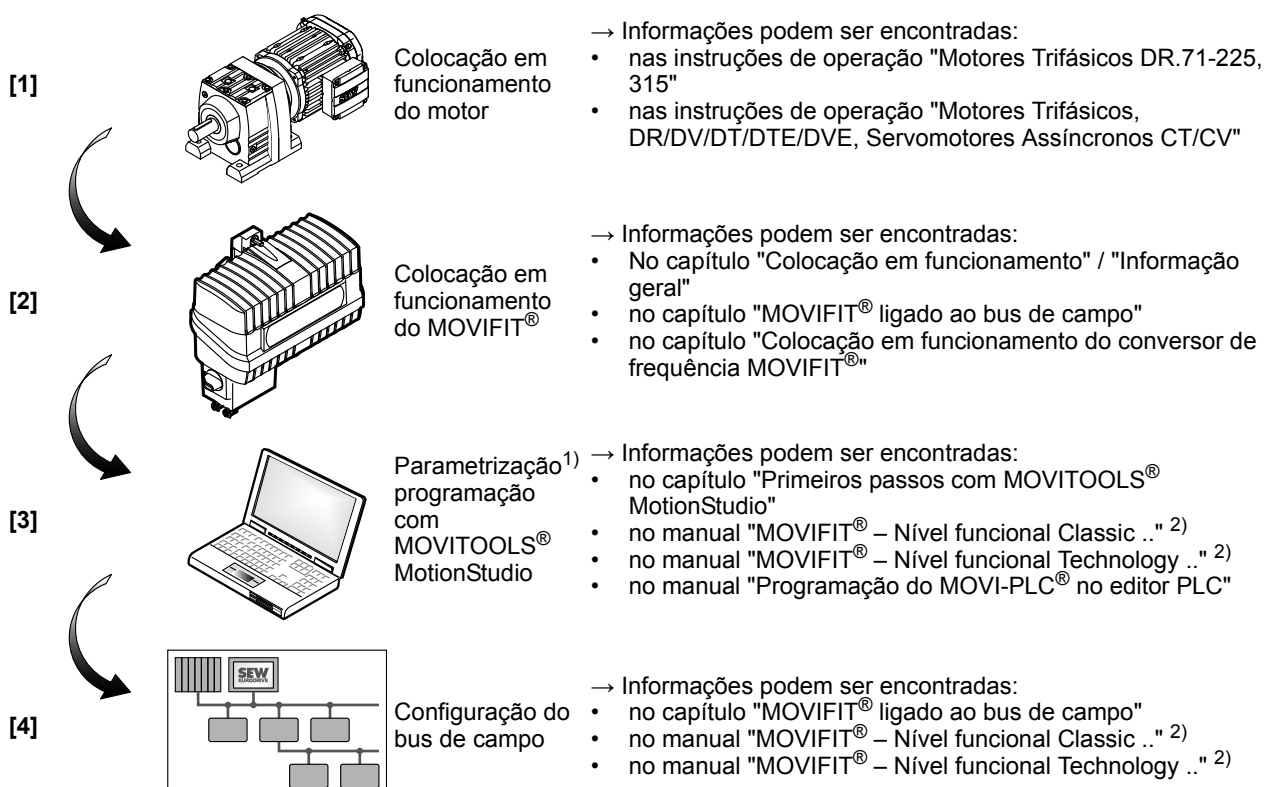 [1]
Colocação em
funcionamento
do motor
→ Informações podem ser encontradas:
• nas instruções de operação "Motores Trifásicos DR.71-225,
315"
• nas instruções de operação "Motores Trifásicos,
DR/DV/DT/DTE/DVE, Servomotores Assíncronos CT/CV"
SEW
[2]
Colocação em
funcionamento
do MOVIFIT®
→ Informações podem ser encontradas:
• No capítulo "Colocação em funcionamento" / "Informação
geral"
• no capítulo "MOVIFIT® ligado ao bus de campo"
• no capítulo "Colocação em funcionamento do conversor de
frequência MOVIFIT®"
[3]
Parametrização1)
programação
com
MOVITOOLS®
MotionStudio
→ Informações podem ser encontradas:
• no capítulo "Primeiros passos com MOVITOOLS®
MotionStudio"
• no manual "MOVIFIT® – Nível funcional Classic .." 2)
• no manual "MOVIFIT® – Nível funcional Technology .." 2)
• no manual "Programação do MOVI-PLC® no editor PLC"
[4]
SEW
EURODRIVE
Configuração do
bus de campo
→ Informações podem ser encontradas:
• no capítulo "MOVIFIT® ligado ao bus de campo"
• no manual "MOVIFIT® – Nível funcional Classic .." 2)
• no manual "MOVIFIT® – Nível funcional Technology .." 2)